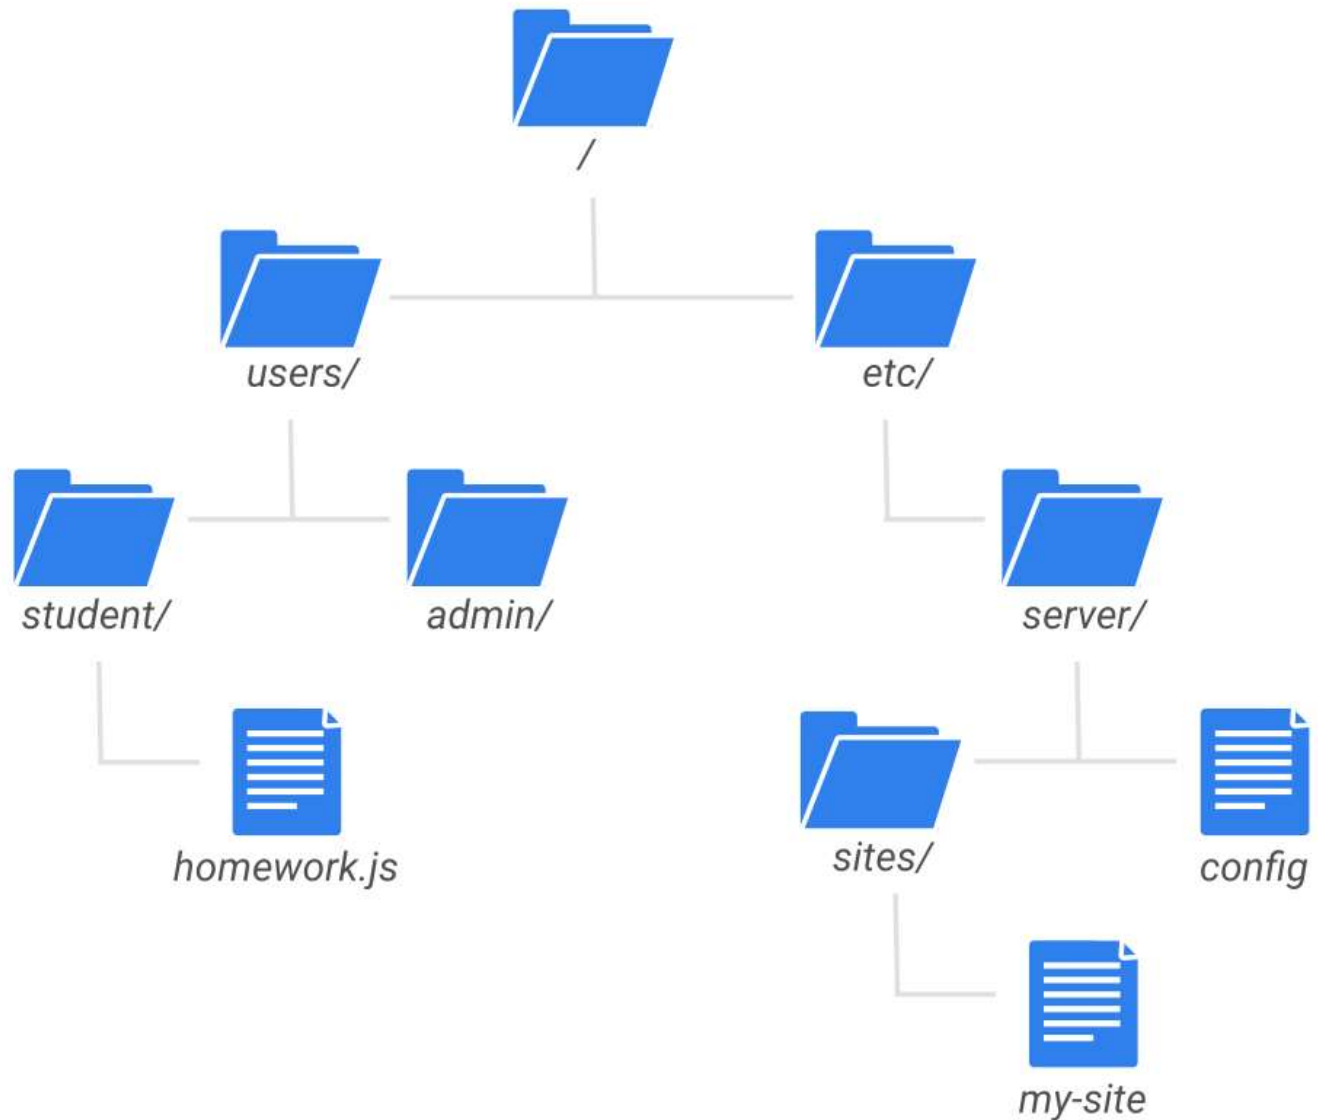 /
users/
etc/
student/
admin/
server/
homework.js
sites/
config
my-site